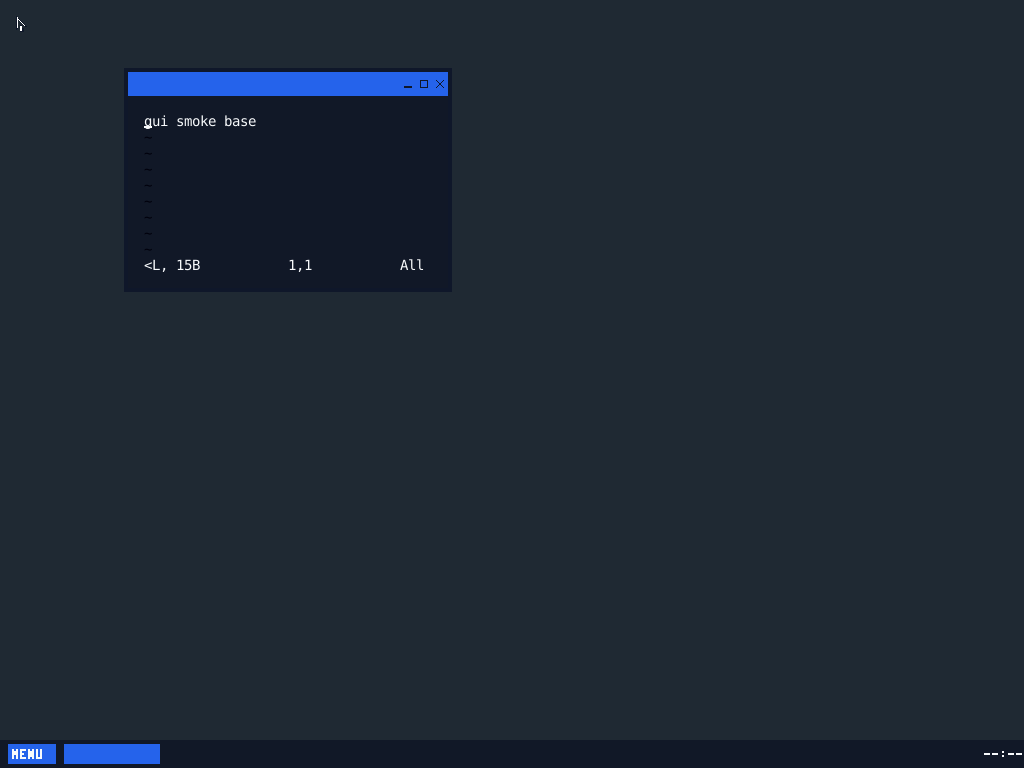 gui smoke base
~
~
~
~
~
~
~
~
<L, 15B 1,1 All
MENU --:--